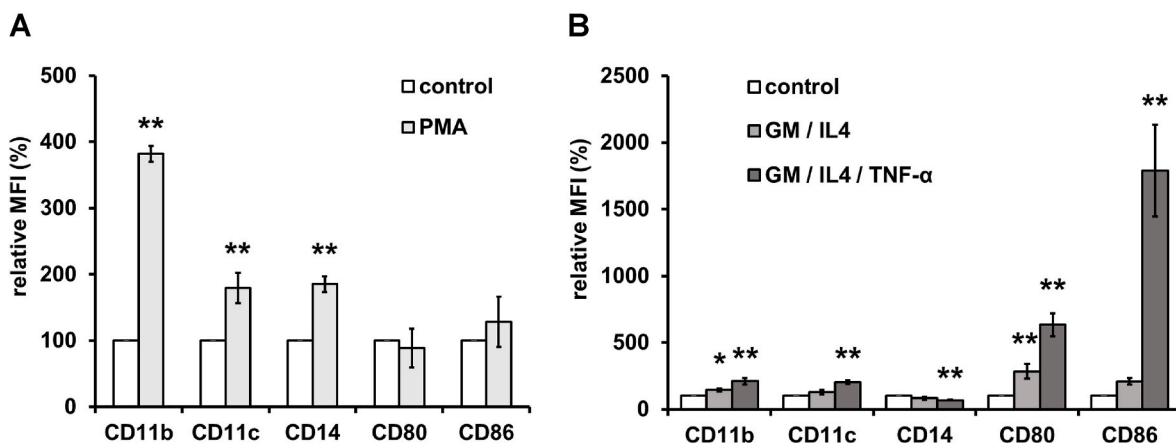 A
relative MFI (%)
500
400
300
200
100
0
control
PMA
**
**
**
CD11b CD11c CD14 CD80 CD86
B
relative MFI (%)
2500
2000
1500
1000
500
0
control
GM / IL4
GM / IL4 / TNF-α
**
**
**
* **
**
**
CD11b CD11c CD14 CD80 CD86